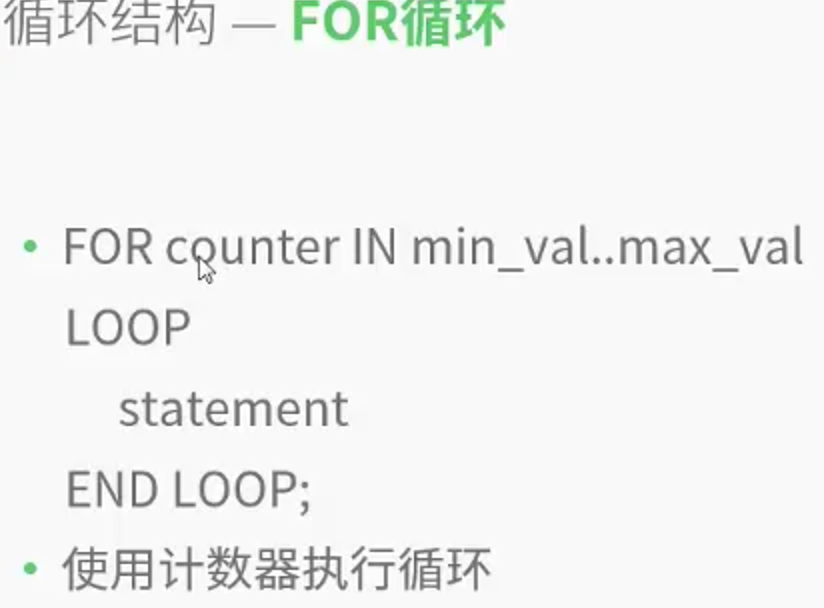 循环结构 — FOR循环
• FOR counter IN min_val..max_val
LOOP
statement
END LOOP;
• 使用计数器执行循环